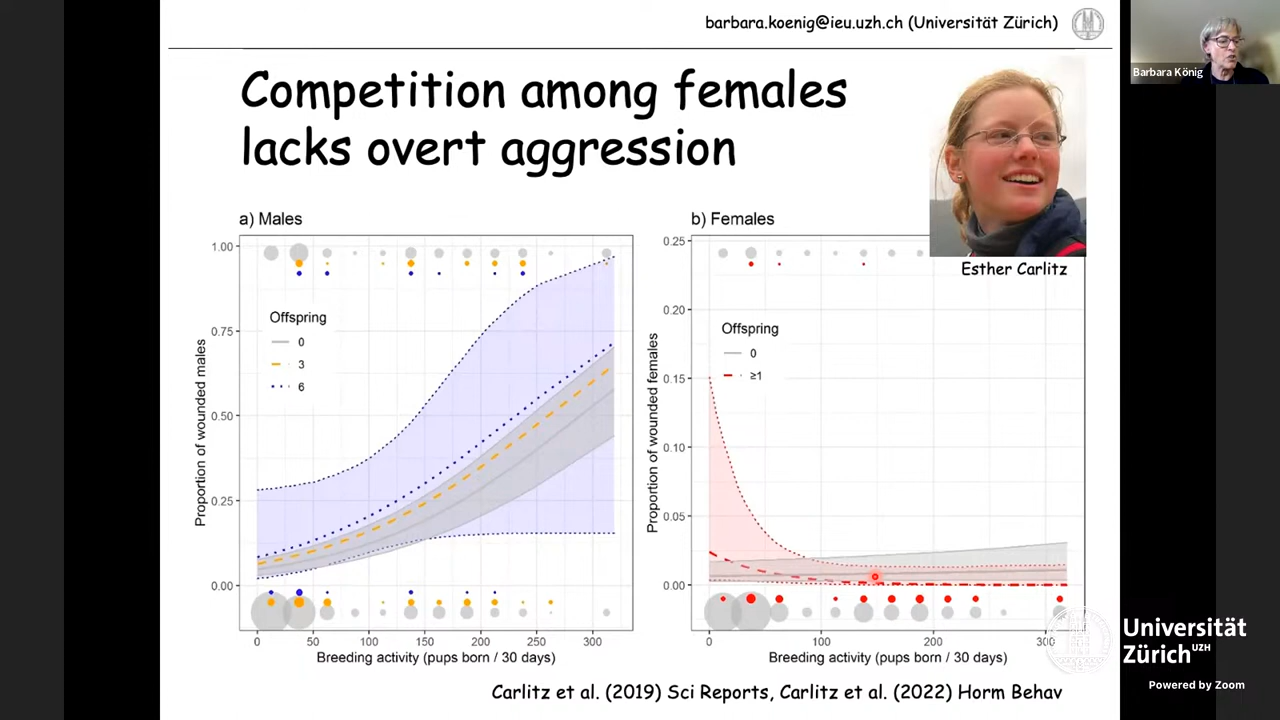 barbara.koenig@ieu.uzh.ch (Universität Zürich)
Barbara König
Competition among females
lacks overt aggression
Esther Carlitz
a) Males
1.00
0.75
0.50
0.25
0.00
Proportion of wounded males
Offspring
0
3
6
0 50 100 150 200 250 300
Breeding activity (pups born / 30 days)
b) Females
0.25
0.20
0.15
0.10
0.05
0.00
Proportion of wounded females
Offspring
0
≥1
0 100 200 300
Breeding activity (pups born / 30 days)
Carlitz et al. (2019) Sci Reports, Carlitz et al. (2022) Horm Behav
Universität
Zürich UZH
Powered by Zoom